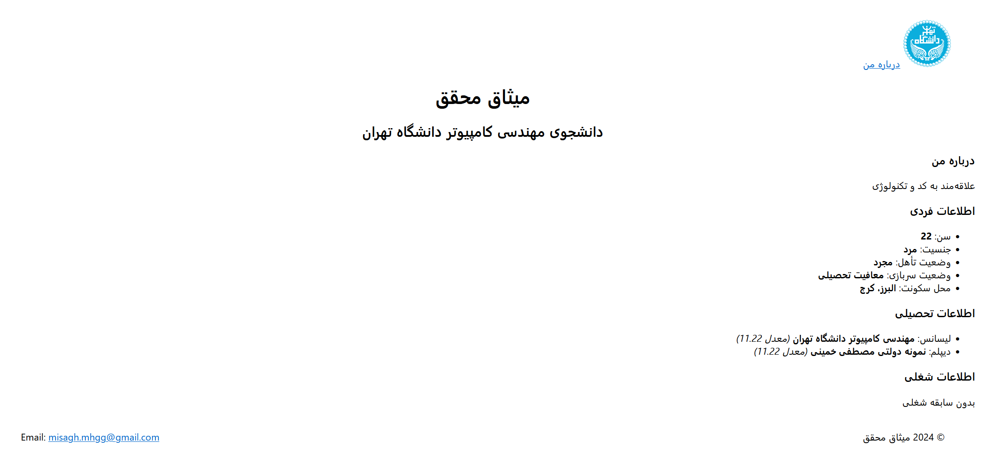 دانشگاه تهران
درباره من
میثاق محقق
دانشجوی مهندسی کامپیوتر دانشگاه تهران
درباره من
علاقه‌مند به کد و تکنولوژی
اطلاعات فردی
• سن: 22
• جنسیت: مرد
• وضعیت تأهل: مجرد
• وضعیت سربازی: معافیت تحصیلی
• محل سکونت: البرز، کرج
اطلاعات تحصیلی
• لیسانس: مهندسی کامپیوتر دانشگاه تهران (معدل 11.22)
• دیپلم: نمونه دولتی مصطفی خمینی (معدل 11.22)
اطلاعات شغلی
بدون سابقه شغلی
© 2024 میثاق محقق
Email: misagh.mhgg@gmail.com